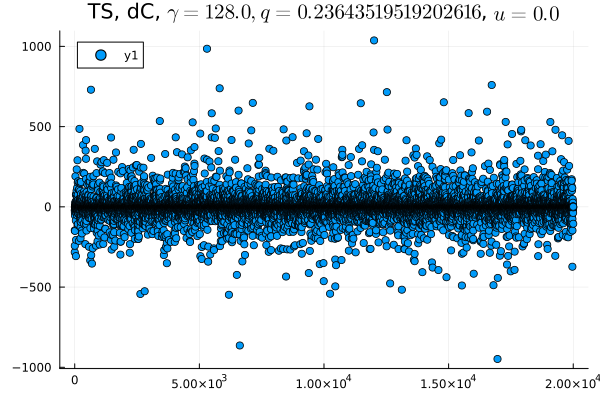 TS, dC, γ = 128.0, q = 0.23643519519202616, u = 0.0
y1
1000
500
0
−500
−1000
0 5.00×10³ 1.00×10⁴ 1.50×10⁴ 2.00×10⁴